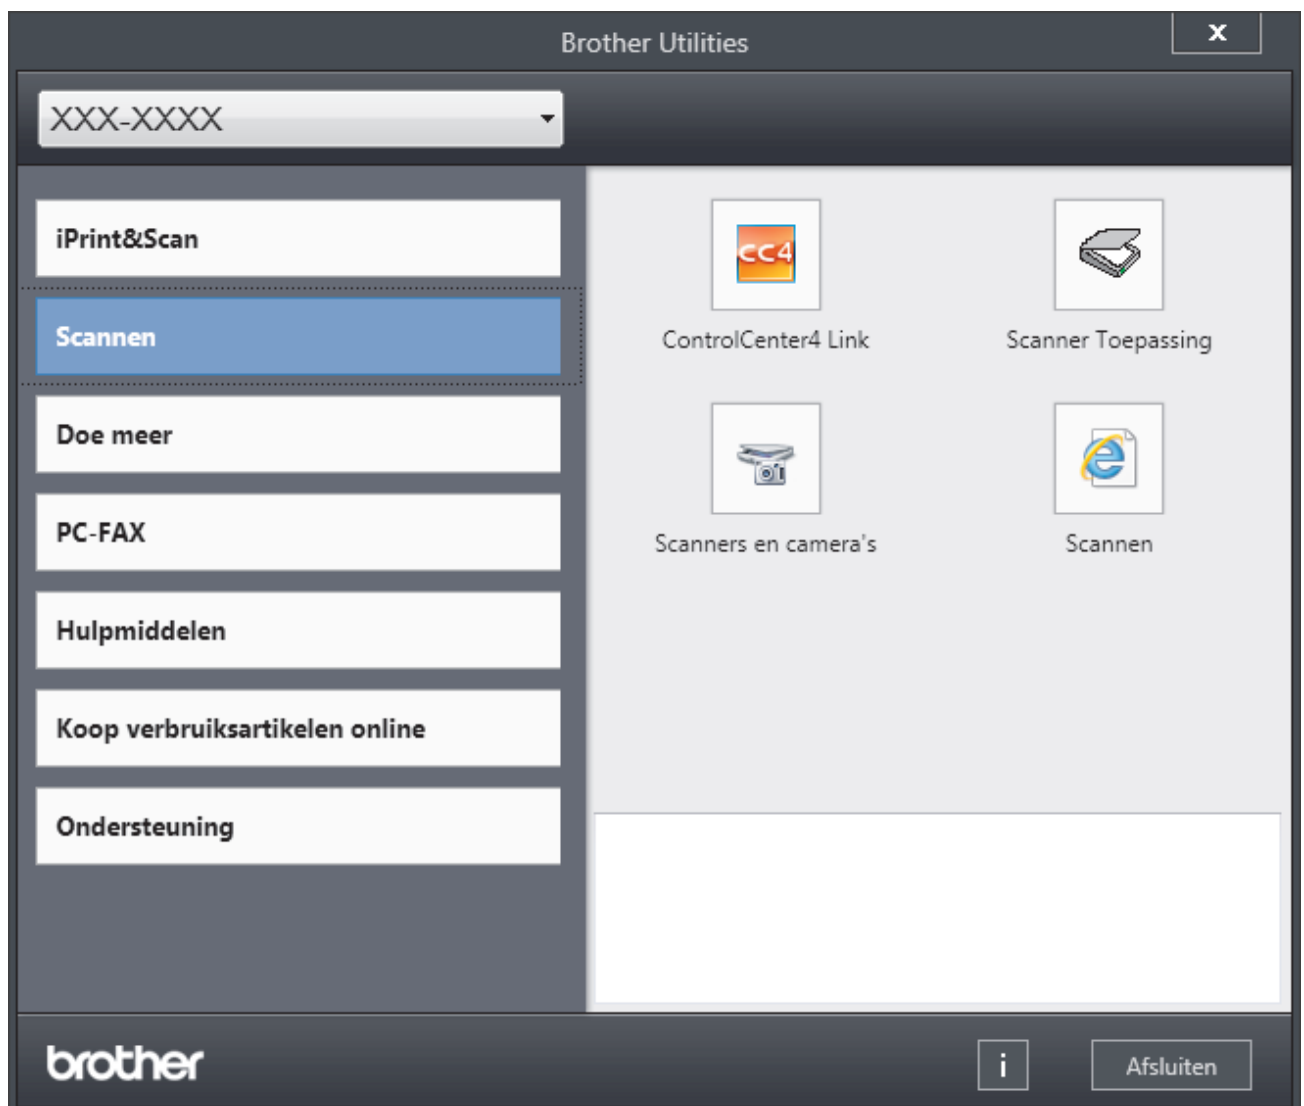 Brother Utilities
x
XXX-XXXX
iPrint&Scan
Scannen
Doe meer
PC-FAX
Hulpmiddelen
Koop verbruiksartikelen online
Ondersteuning
CC4
ControlCenter4 Link
Scanner Toepassing
Scanners en camera's
Scannen
brother
i
Afsluiten